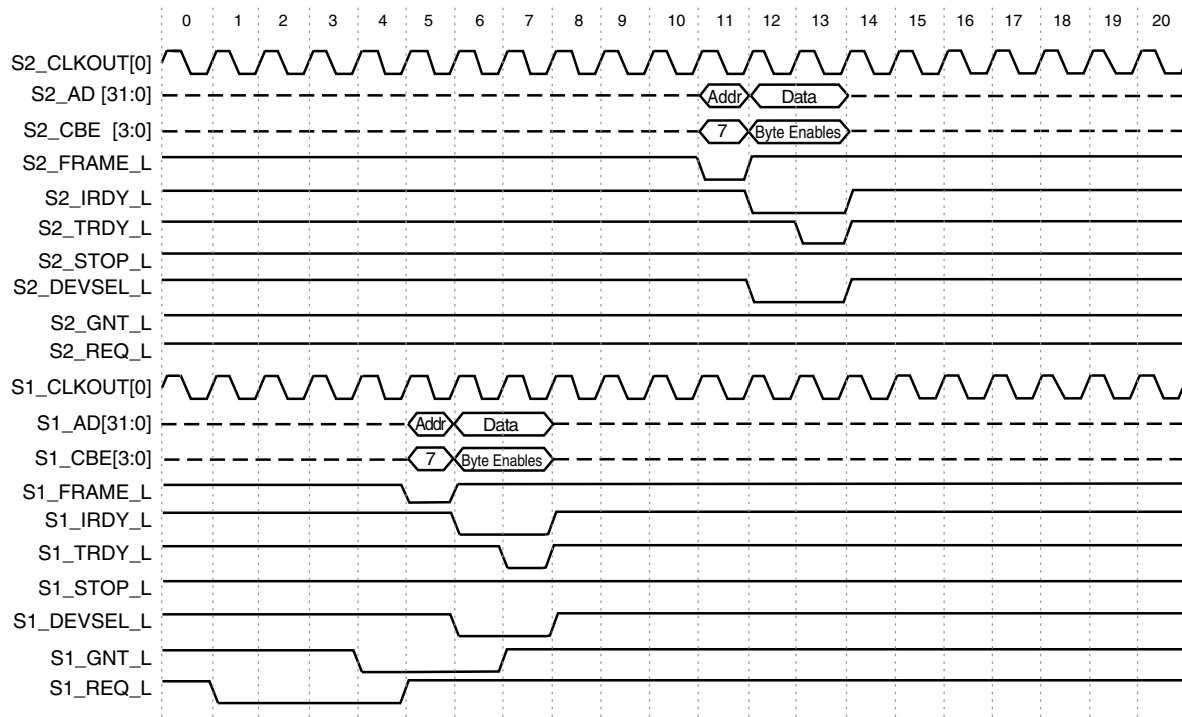 0 1 2 3 4 5 6 7 8 9 10 11 12 13 14 15 16 17 18 19 20
S2_CLKOUT[0]
S2_AD [31:0] Addr Data
S2_CBE [3:0] 7 Byte Enables
S2_FRAME_L
S2_IRDY_L
S2_TRDY_L
S2_STOP_L
S2_DEVSEL_L
S2_GNT_L
S2_REQ_L
S1_CLKOUT[0]
S1_AD[31:0] Addr Data
S1_CBE[3:0] 7 Byte Enables
S1_FRAME_L
S1_IRDY_L
S1_TRDY_L
S1_STOP_L
S1_DEVSEL_L
S1_GNT_L
S1_REQ_L